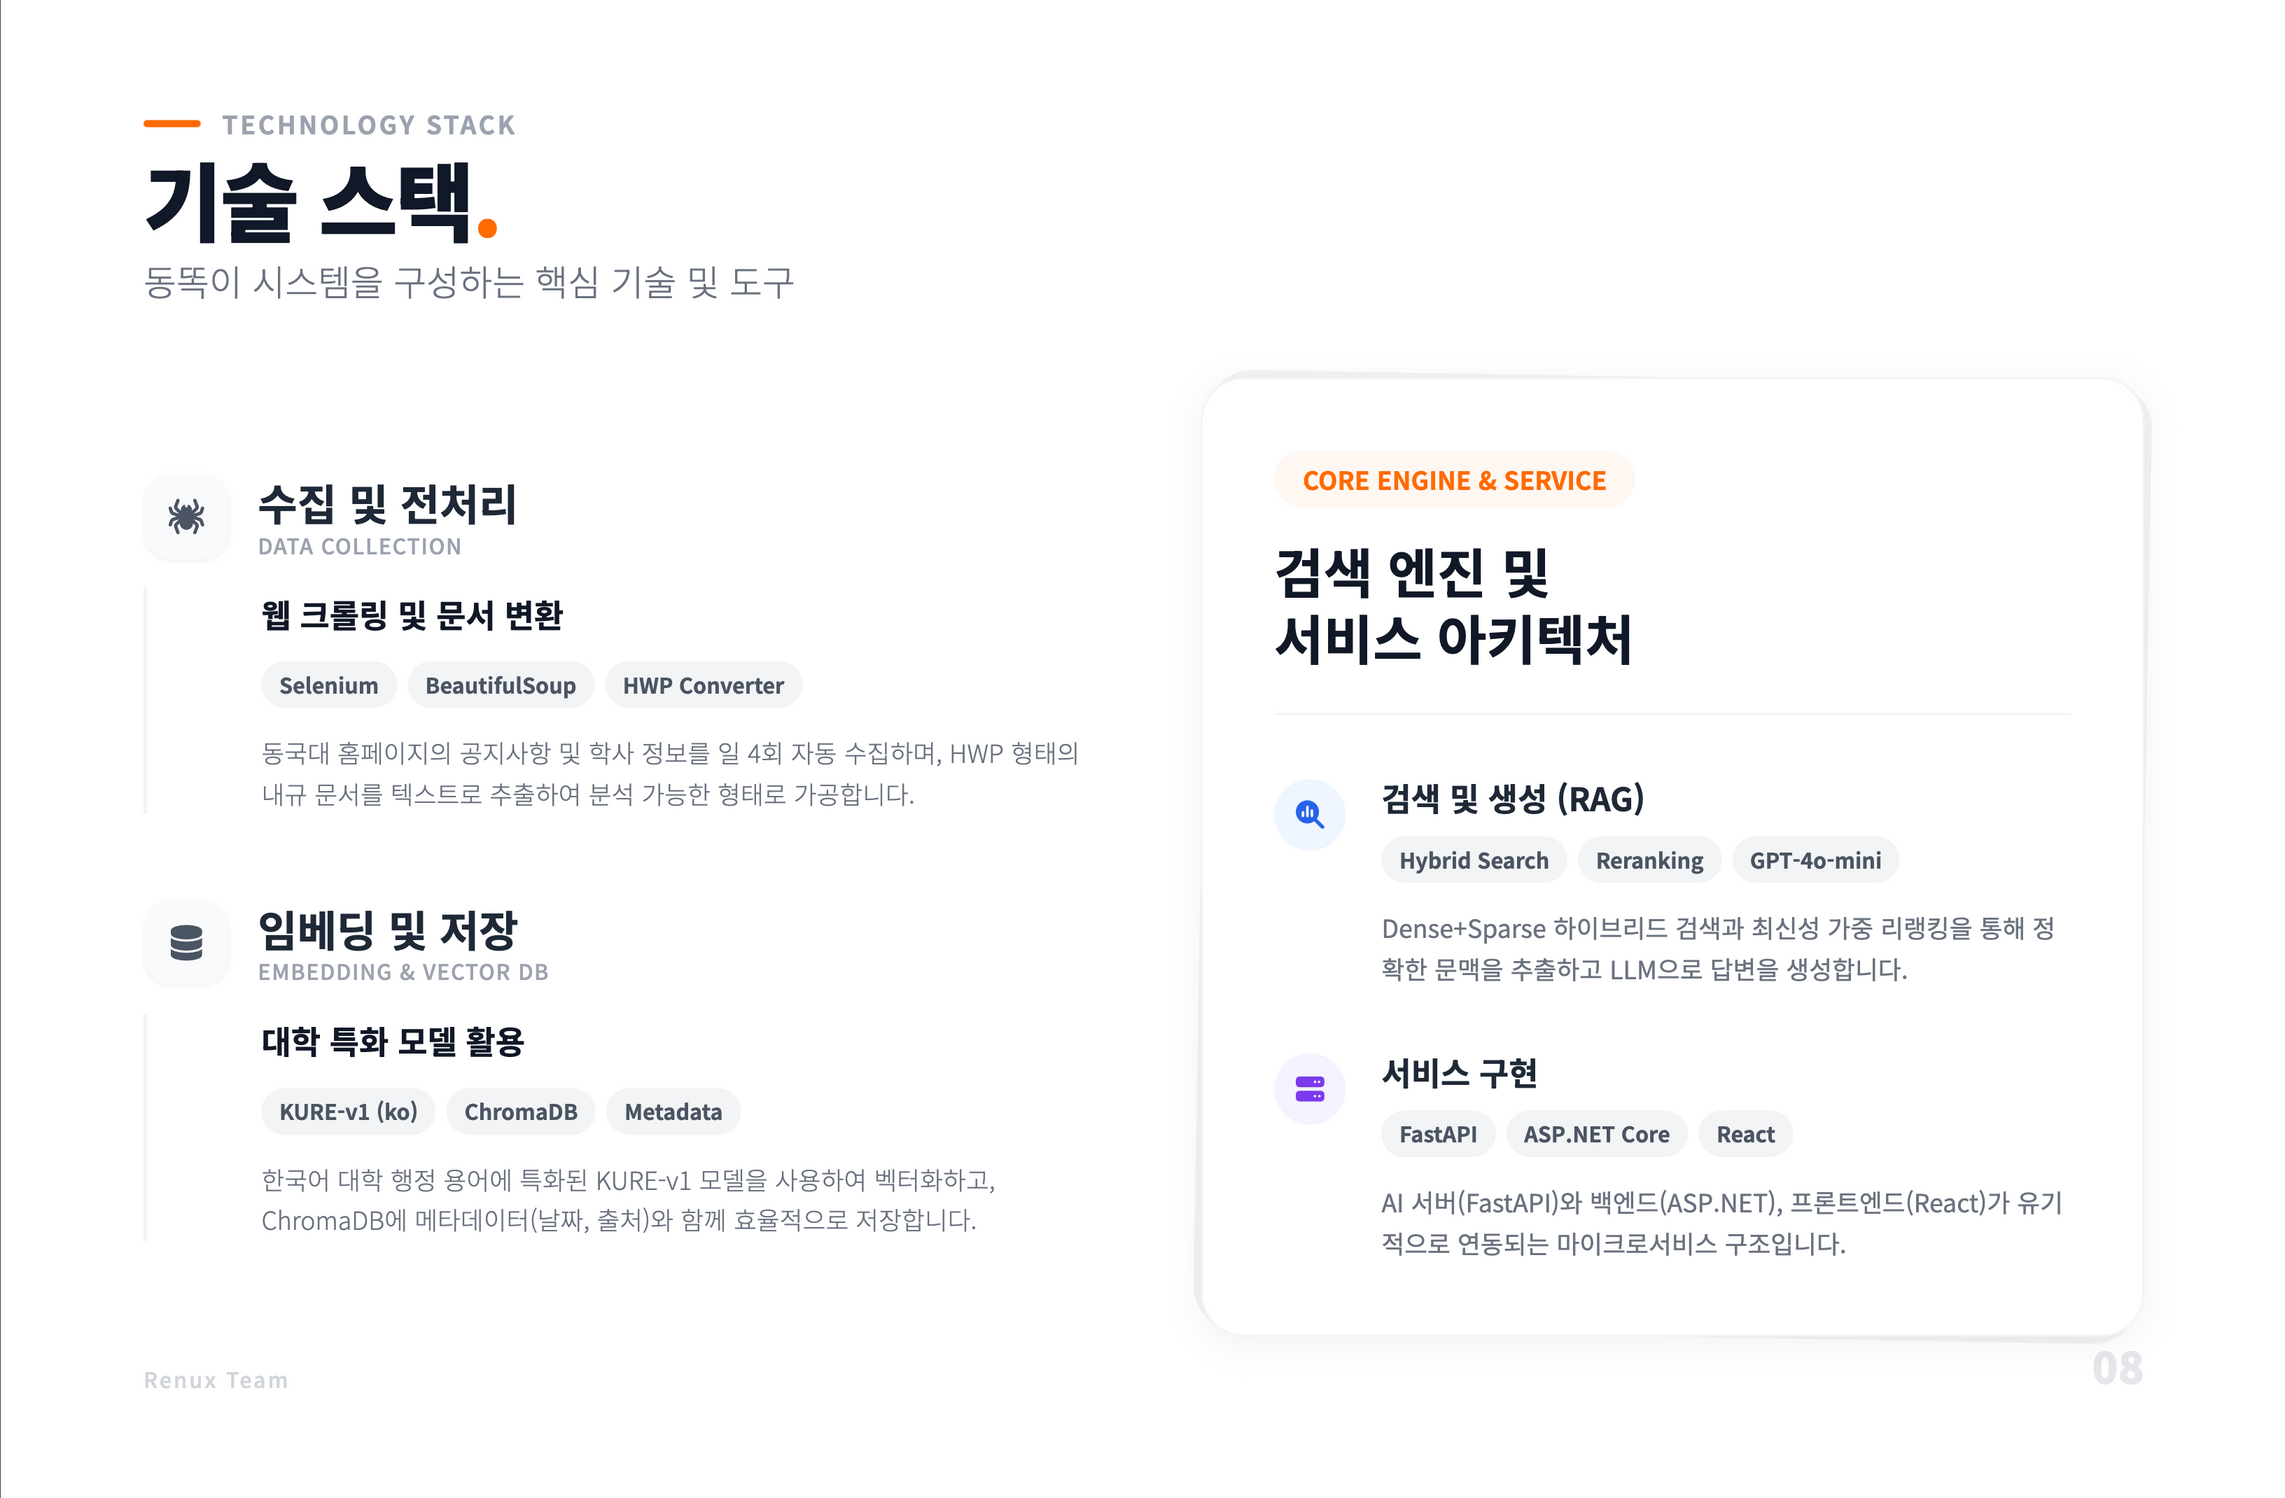 TECHNOLOGY STACK
기술 스택.
동똑이 시스템을 구성하는 핵심 기술 및 도구
수집 및 전처리
DATA COLLECTION
웹 크롤링 및 문서 변환
Selenium BeautifulSoup HWP Converter
동국대 홈페이지의 공지사항 및 학사 정보를 일 4회 자동 수집하며, HWP 형태의
내규 문서를 텍스트로 추출하여 분석 가능한 형태로 가공합니다.
임베딩 및 저장
EMBEDDING & VECTOR DB
대학 특화 모델 활용
KURE-v1 (ko) ChromaDB Metadata
한국어 대학 행정 용어에 특화된 KURE-v1 모델을 사용하여 벡터화하고,
ChromaDB에 메타데이터(날짜, 출처)와 함께 효율적으로 저장합니다.
CORE ENGINE & SERVICE
검색 엔진 및
서비스 아키텍처
검색 및 생성 (RAG)
Hybrid Search Reranking GPT-4o-mini
Dense+Sparse 하이브리드 검색과 최신성 가중 리랭킹을 통해 정
확한 문맥을 추출하고 LLM으로 답변을 생성합니다.
서비스 구현
FastAPI ASP.NET Core React
AI 서버(FastAPI)와 백엔드(ASP.NET), 프론트엔드(React)가 유기
적으로 연동되는 마이크로서비스 구조입니다.
Renux Team
08